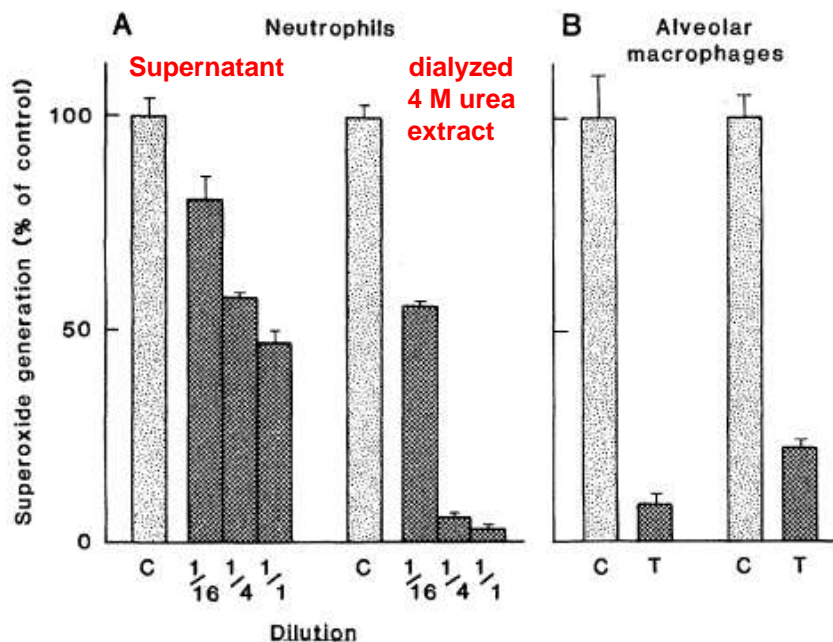 A
Neutrophils
B
Alveolar
macrophages
Supernatant
dialyzed
4 M urea
extract
Superoxide generation (% of control)
100
50
0
C 1/16 1/4 1/1 C 1/16 1/4 1/1
C T C T
Dilution